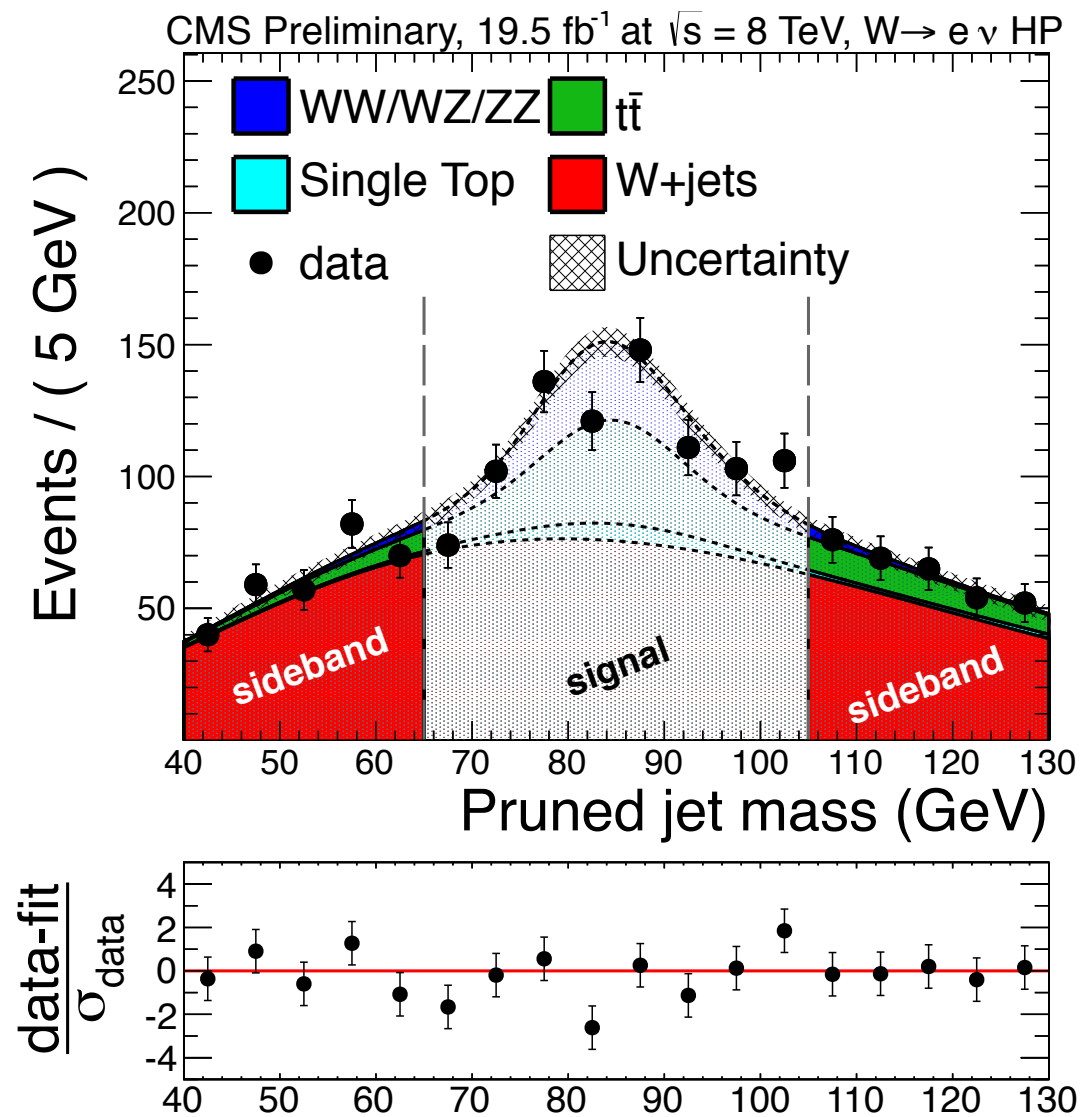 CMS Preliminary, 19.5 fb⁻¹ at √s = 8 TeV, W→ e ν HP
250
200
150
100
50
Events / ( 5 GeV )
WW/WZ/ZZ
tt̄
Single Top
W+jets
data
Uncertainty
sideband
signal
sideband
40 50 60 70 80 90 100 110 120 130
Pruned jet mass (GeV)
data-fit
σdata
4
2
0
-2
-4
40 50 60 70 80 90 100 110 120 130